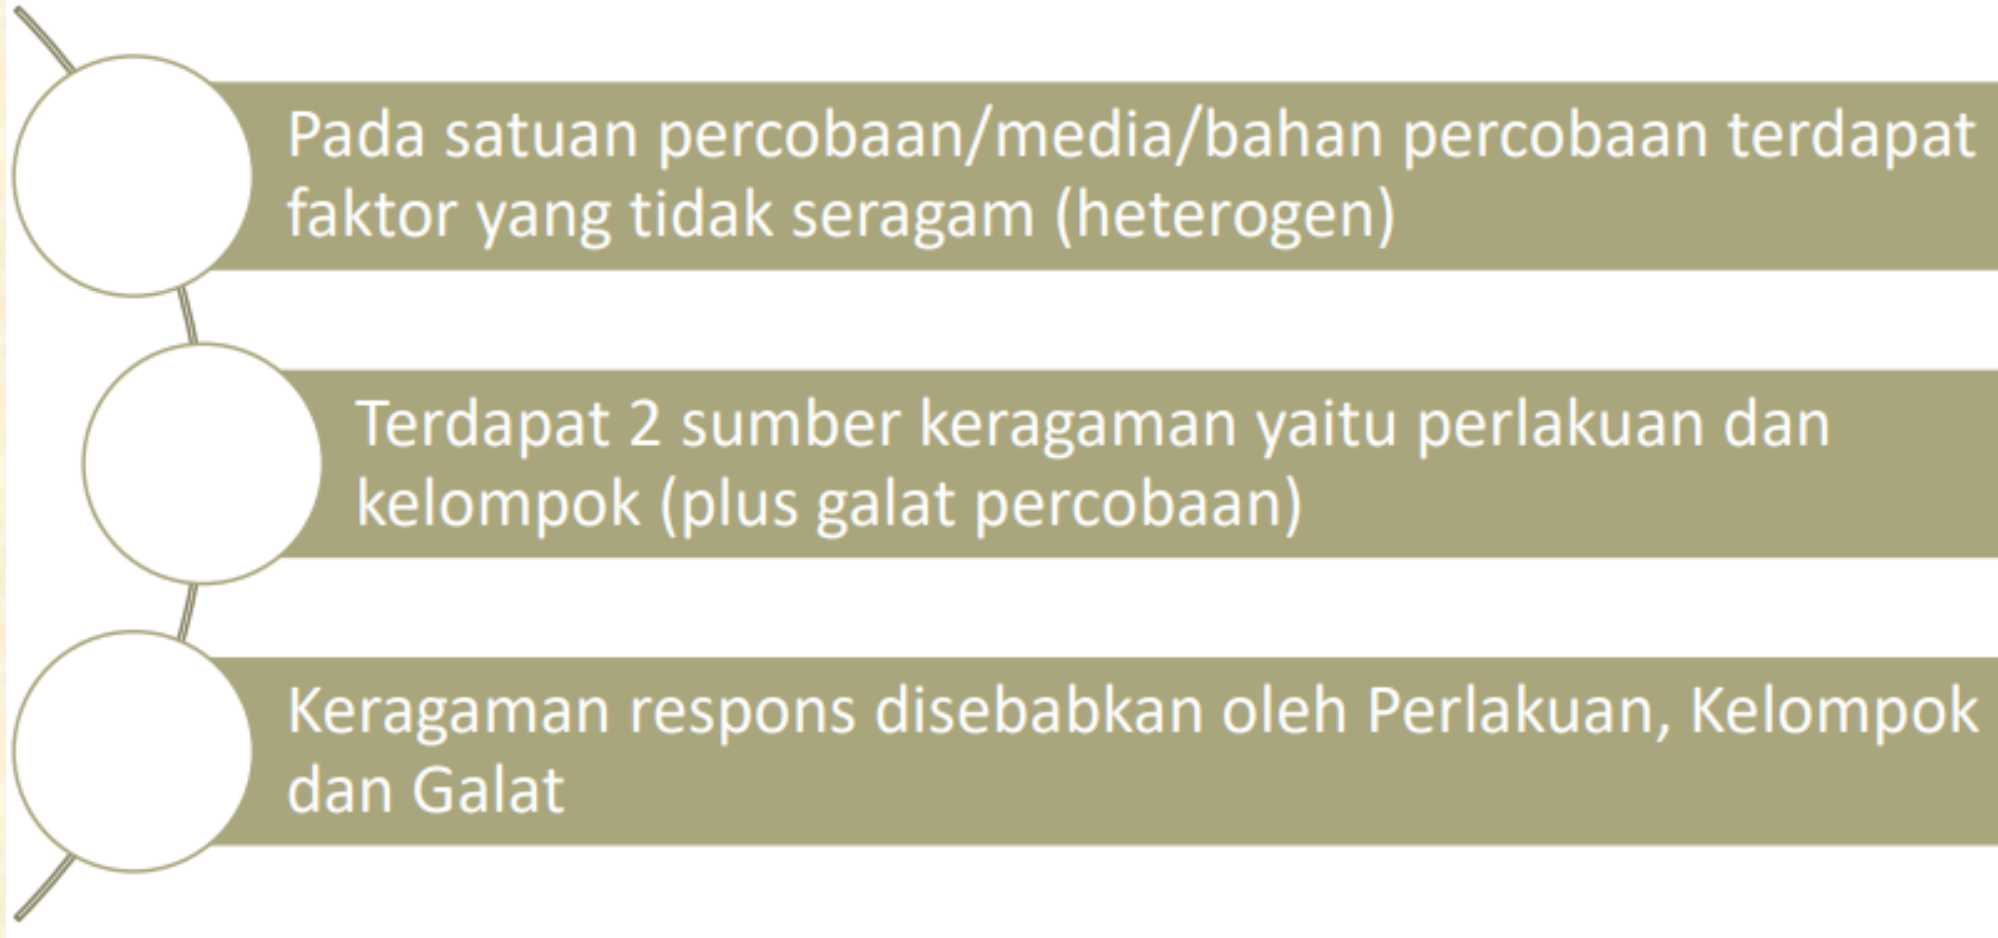 Pada satuan percobaan/media/bahan percobaan terdapat
faktor yang tidak seragam (heterogen)
Terdapat 2 sumber keragaman yaitu perlakuan dan
kelompok (plus galat percobaan)
Keragaman respons disebabkan oleh Perlakuan, Kelompok
dan Galat